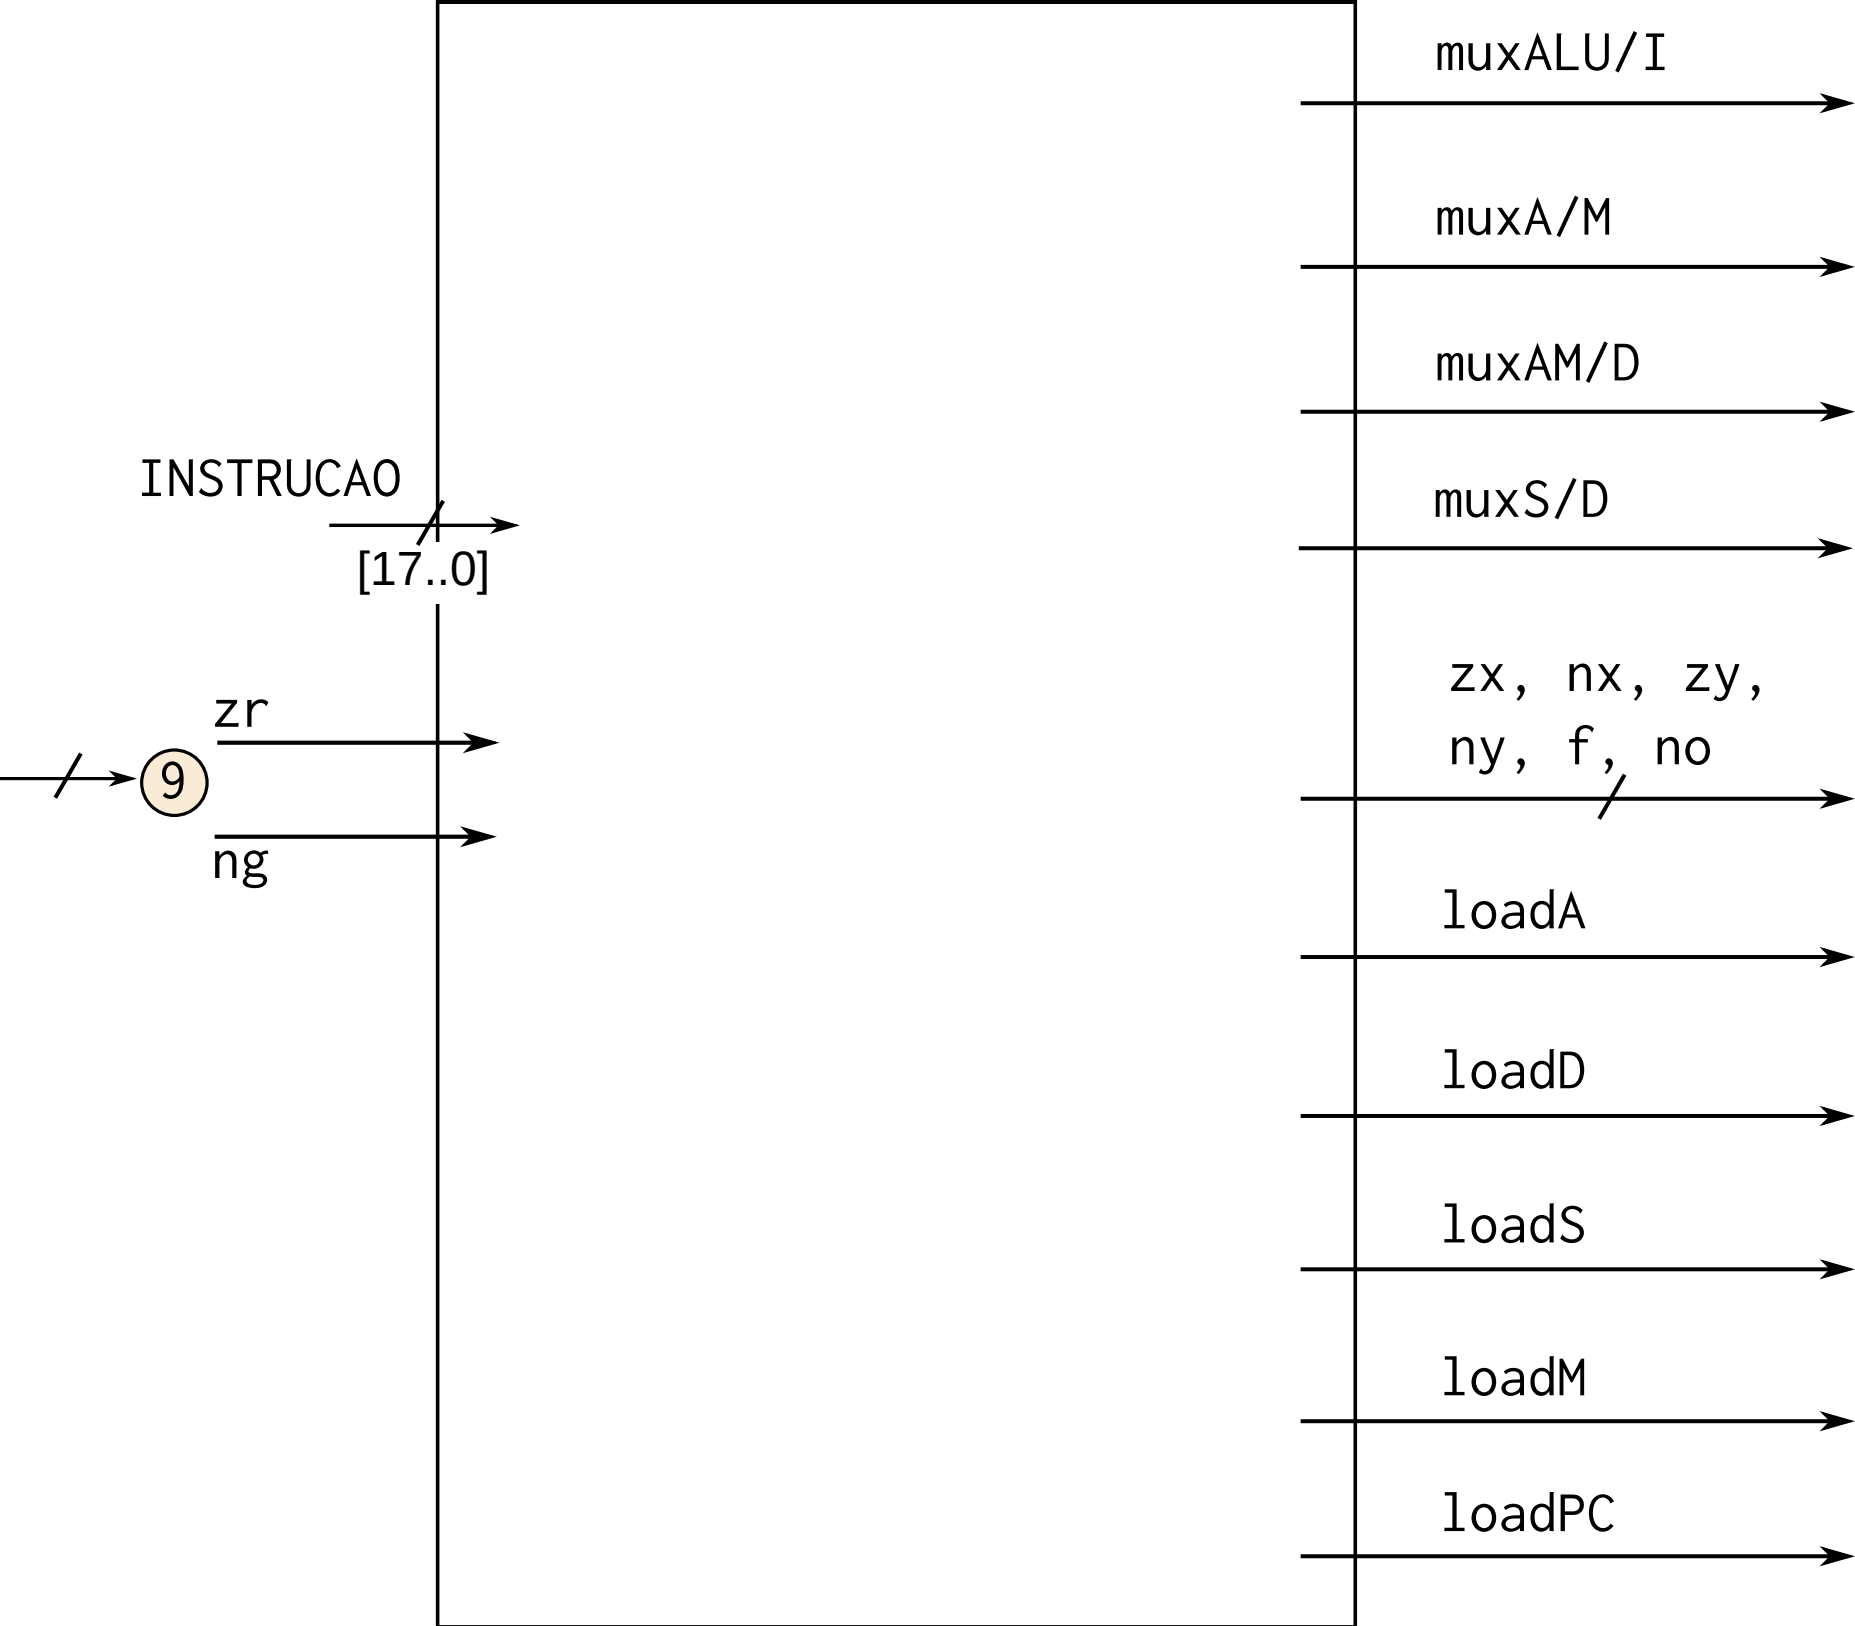 muxALU/I
muxA/M
muxAM/D
INSTRUCAO
[17..0]
muxS/D
zx, nx, zy,
ny, f, no
zr
9
ng
loadA
loadD
loadS
loadM
loadPC